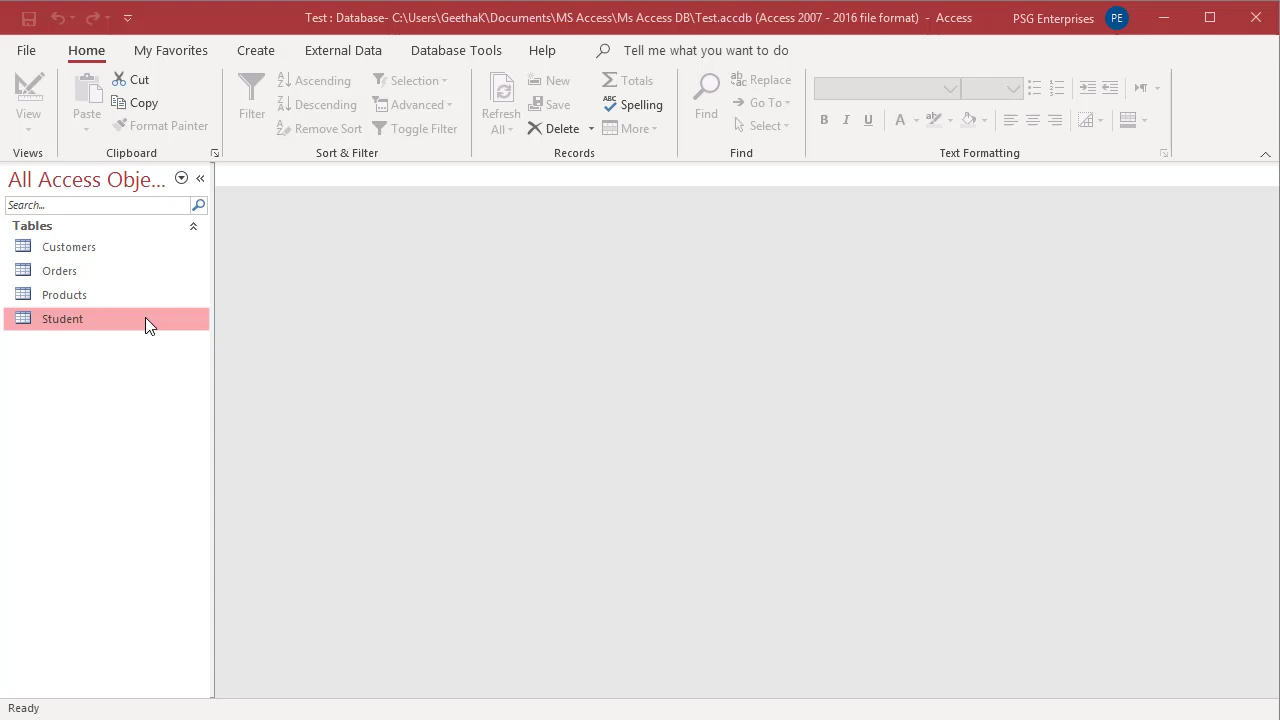 Test : Database- C:\Users\GeethaK\Documents\MS Access\Ms Access DB\Test.accdb (Access 2007 - 2016 file format) - Access
PSG Enterprises PE
File Home My Favorites Create External Data Database Tools Help Tell me what you want to do
View
Views
Paste
Cut
Copy
Format Painter
Clipboard
Filter
Ascending
Descending
Remove Sort
Selection
Advanced
Toggle Filter
Sort & Filter
Refresh
All
New
Save
Delete
Totals
Spelling
More
Records
Find
Replace
Go To
Select
Find
B I U A
Text Formatting
All Access Obje...
Search...
Tables
Customers
Orders
Products
Student
Ready